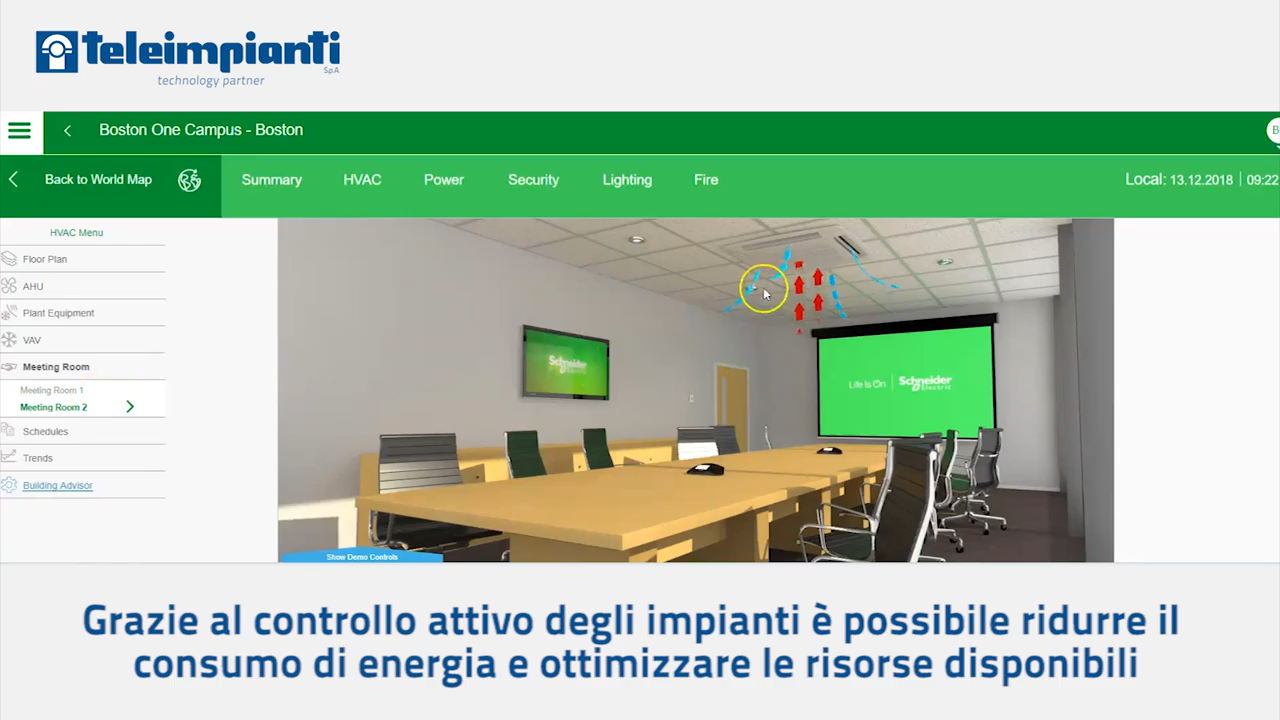 teleimpianti
S.p.A
technology partner
Boston One Campus - Boston
B
Back to World Map
Summary
HVAC
Power
Security
Lighting
Fire
Local: 13.12.2018 | 09:22
HVAC Menu
Floor Plan
AHU
Plant Equipment
VAV
Meeting Room
Meeting Room 1
Meeting Room 2
Schedules
Trends
Building Advisor
Schneider
Electric
Life Is On | Schneider
Electric
Show Demo Controls
Grazie al controllo attivo degli impianti è possibile ridurre il
consumo di energia e ottimizzare le risorse disponibili